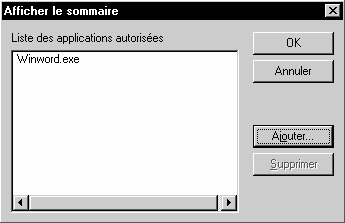 Afficher le sommaire
Liste des applications autorisées
Winword.exe
OK
Annuler
Ajouter...
Supprimer